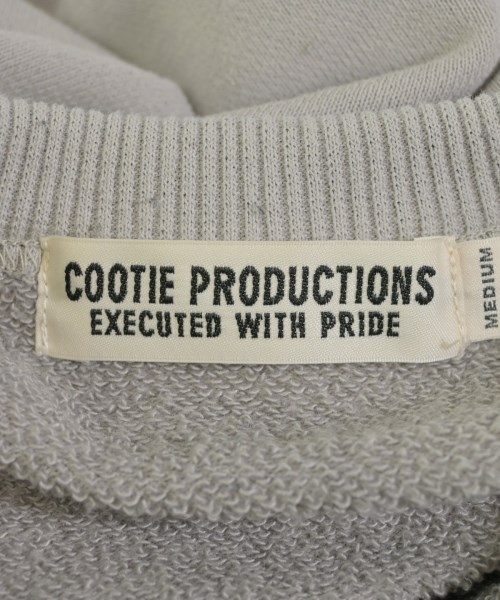 COOTIE PRODUCTIONS
EXECUTED WITH PRIDE
MEDIUM